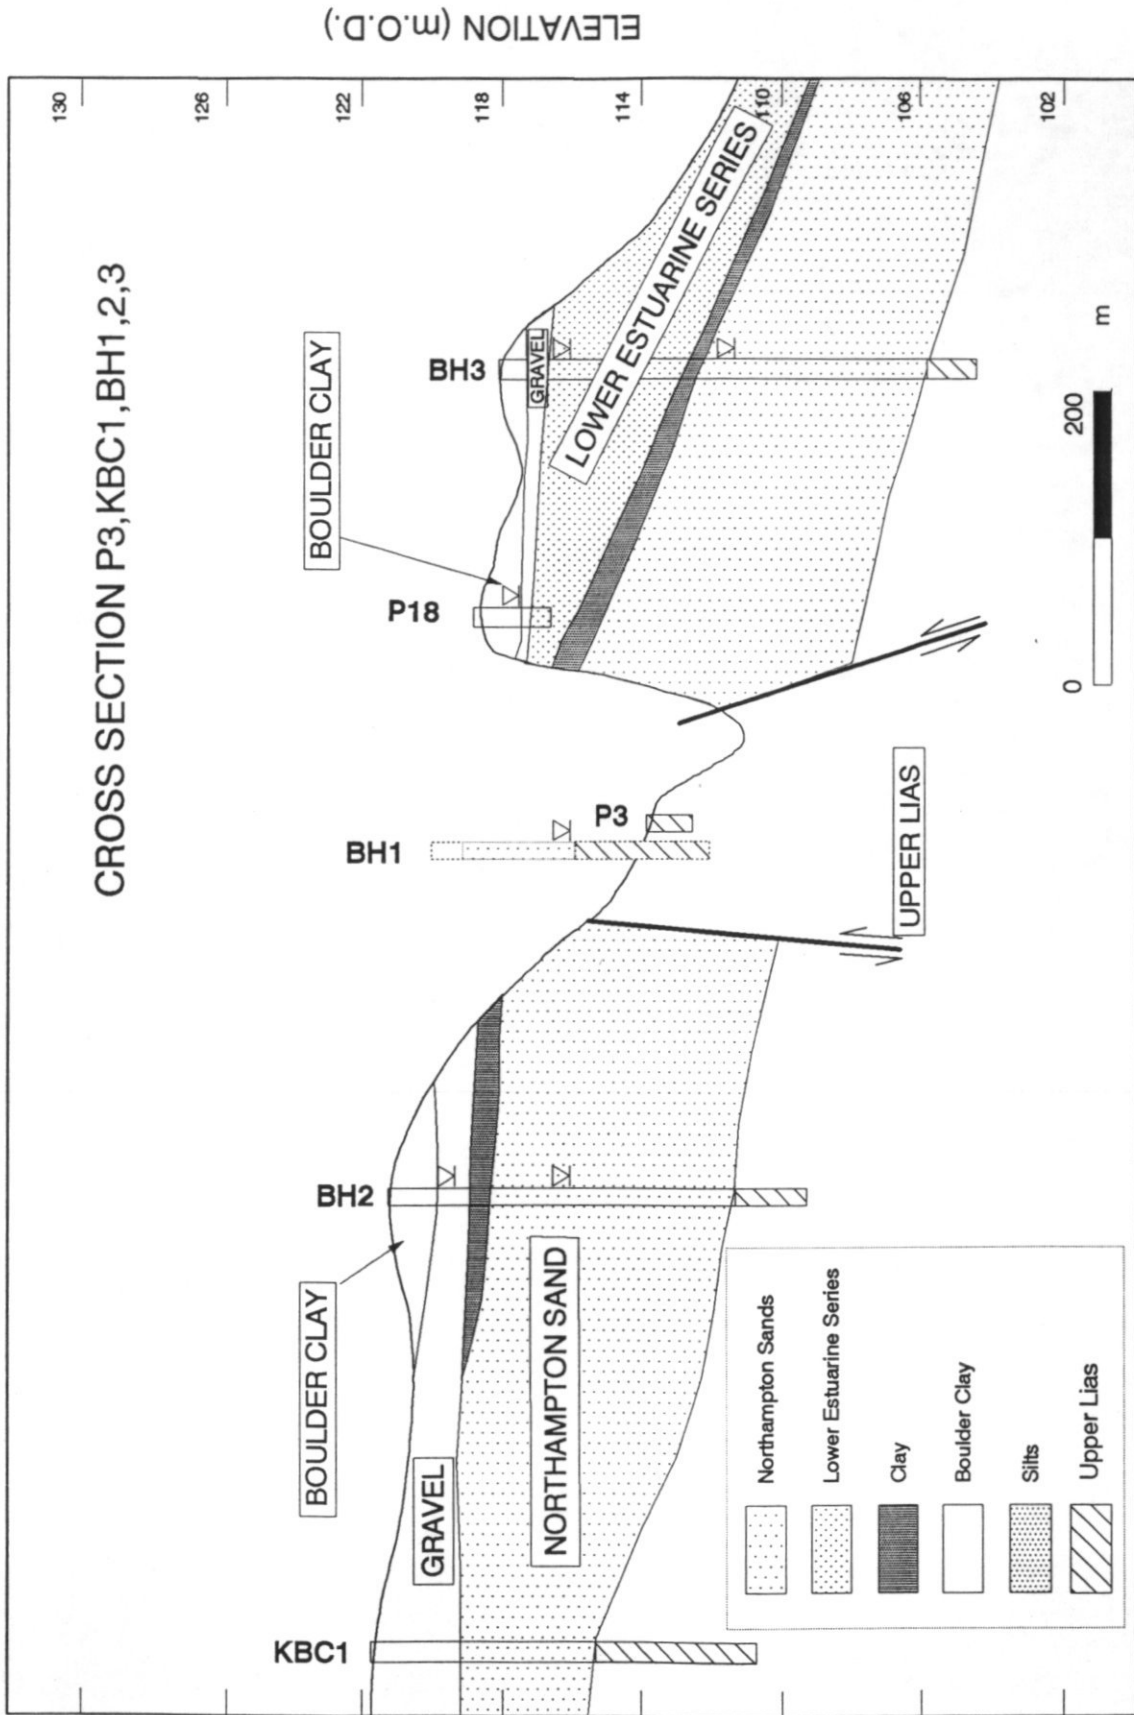 CROSS SECTION P3,KBC1,BH1,2,3
ELEVATION (m.O.D.)
130
126
122
118
114
110
106
102
KBC1
BH2
BH1
P3
P18
BH3
BOULDER CLAY
BOULDER CLAY
GRAVEL
GRAVEL
NORTHAMPTON SAND
LOWER ESTUARINE SERIES
UPPER LIAS
Northampton Sands
Lower Estuarine Series
Clay
Boulder Clay
Silts
Upper Lias
0
200
m